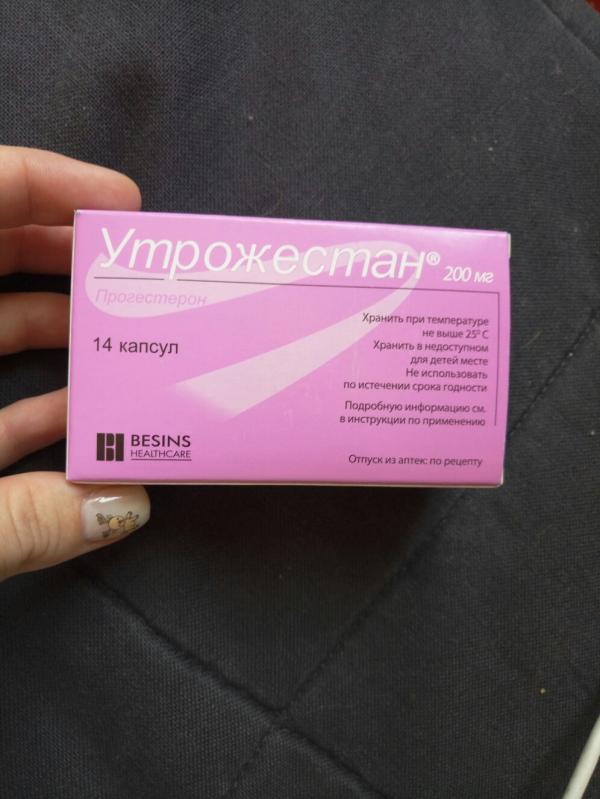 Утрожестан® 200 мг
Прогестерон
14 капсул
Хранить при температуре
не выше 25⁰ С
Хранить в недоступном
для детей месте
Не использовать
по истечении срока годности
Подробную информацию см.
в инструкции по применению
BESINS
HEALTHCARE
Отпуск из аптек: по рецепту